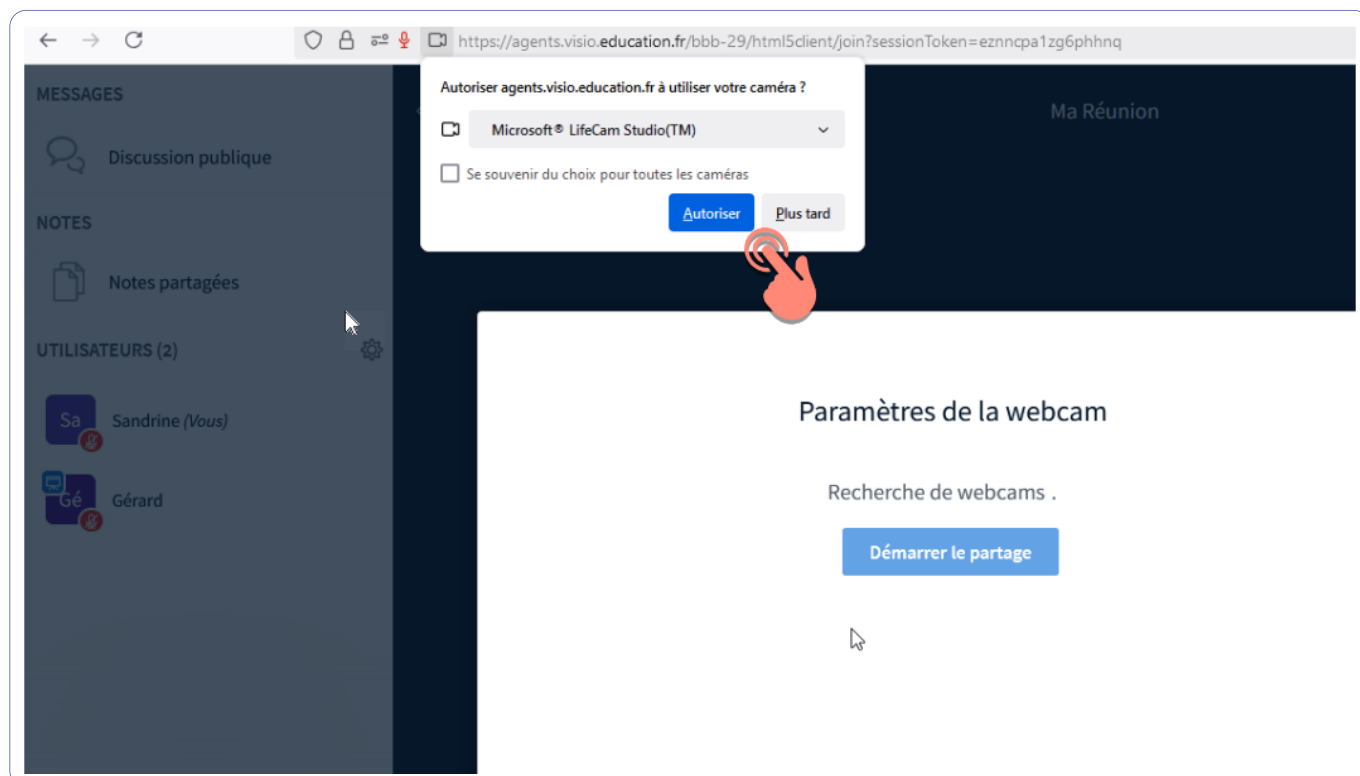 https://agents.visio.education.fr/bbb-29/html5client/join?sessionToken=eznncpa1zg6phhnq
Autoriser agents.visio.education.fr à utiliser votre caméra ?
Microsoft® LifeCam Studio(TM)
Se souvenir du choix pour toutes les caméras
Autoriser
Plus tard
MESSAGES
Discussion publique
NOTES
Notes partagées
UTILISATEURS (2)
Sa
Sandrine (Vous)
Gé
Gérard
Ma Réunion
Paramètres de la webcam
Recherche de webcams .
Démarrer le partage